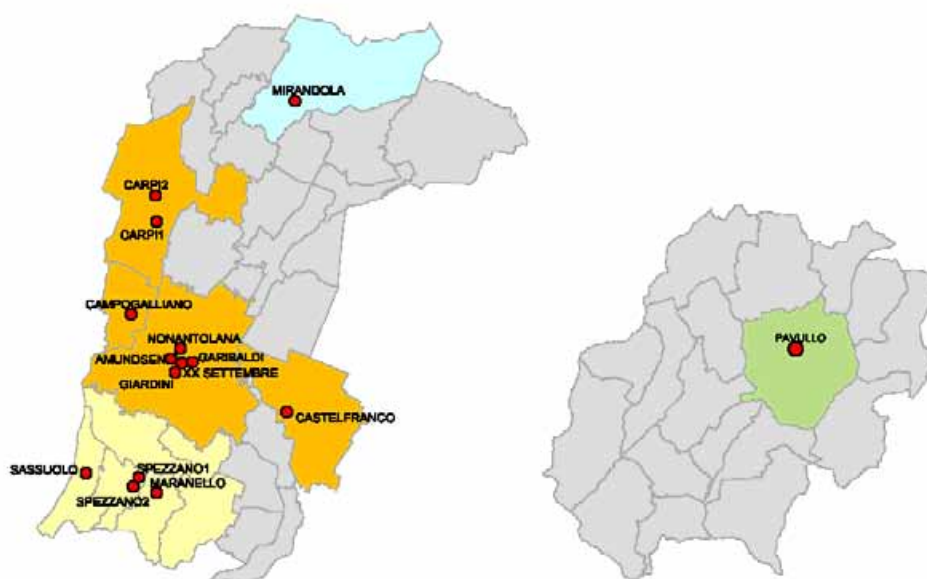 MIRANDOLA
CARPI2
CARPI1
CAMPOGALLIANO
NONANTOLANA
AMUNDSEN
GARIBALDI
XX SETTEMBRE
GIARDINI
CASTELFRANCO
SASSUOLO
SPEZZANO1
MARANELLO
SPEZZANO2
PAVULLO